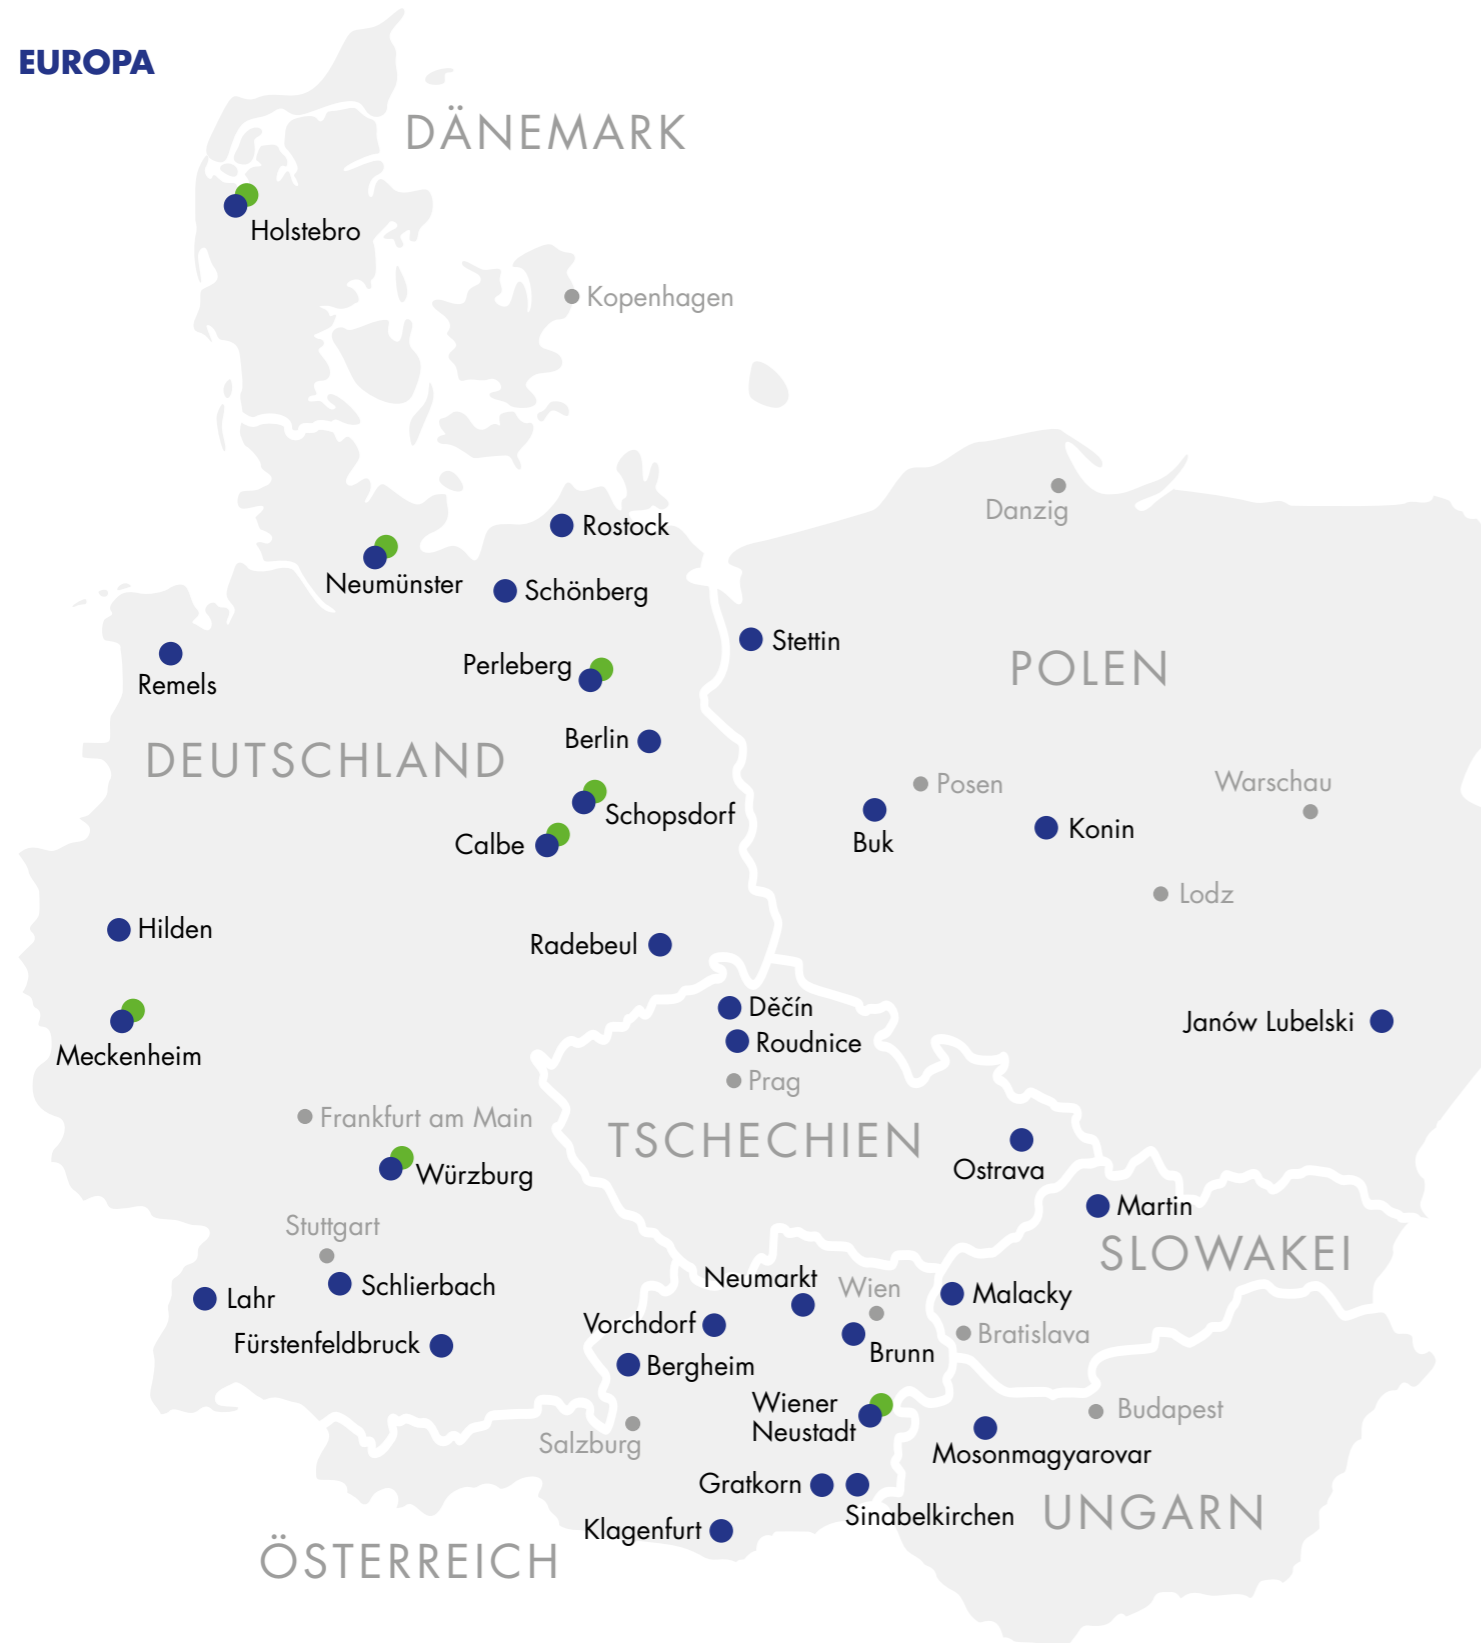 EUROPA
DÄNEMARK
Holstebro
Kopenhagen
Danzig
Rostock
Neumünster
Schönberg
Stettin
POLEN
Perleberg
Remels
Berlin
DEUTSCHLAND
Posen
Warschau
Schopsdorf
Buk
Konin
Calbe
Lodz
Hilden
Radebeul
Děčín
Janów Lubelski
Roudnice
Meckenheim
Prag
Frankfurt am Main
TSCHECHIEN
Ostrava
Würzburg
Martin
Stuttgart
SLOWAKEI
Neumarkt
Wien
Schlierbach
Malacky
Lahr
Vorchdorf
Bratislava
Fürstenfeldbruck
Brunn
Bergheim
Wiener
Neustadt
Budapest
Salzburg
Mosonmagyarovar
Gratkorn
Sinabelkirchen
UNGARN
Klagenfurt
ÖSTERREICH